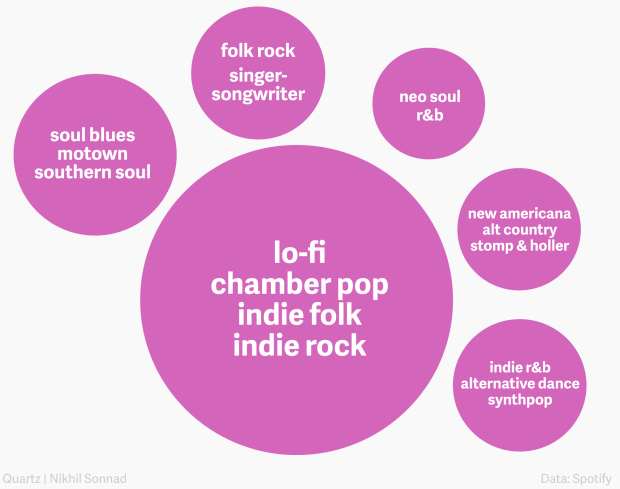 folk rock
singer-
songwriter
neo soul
r&b
soul blues
motown
southern soul
new americana
alt country
stomp & holler
lo-fi
chamber pop
indie folk
indie rock
indie r&b
alternative dance
synthpop
Quartz | Nikhil Sonnad
Data: Spotify